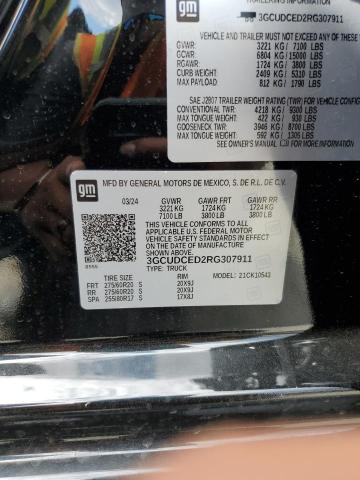 TRAILERING INFORMATION
gm
3GCUDCED2RG307911
VEHICLE AND TRAILER MUST NOT EXCEED ANY OF
GVWR: 3221 KG / 7100 LBS
GCWR: 6804 KG / 15000 LBS
RGAWR: 1724 KG / 3800 LBS
CURB WEIGHT: 2409 KG / 5310 LBS
MAX PAYLOAD: 812 KG / 1790 LBS
SAE J2807 TRAILER WEIGHT RATING (TWR) FOR VEHICLE
CONVENTIONAL TWR: 4218 KG / 9300 LBS
MAX TONGUE WEIGHT: 422 KG / 930 LBS
GOOSENECK TWR: 3946 KG / 8700 LBS
MAX TONGUE WEIGHT: 592 KG / 1305 LBS
SEE OWNER'S MANUAL FOR MORE
gm
MFD BY GENERAL MOTORS DE MEXICO, S. DE R.L. DE C.V.
03/24 GVWR GAWR FRT GAWR RR
3221 KG 1724 KG 1724 KG
7100 LB 3800 LB 3800 LB
THIS VEHICLE CONFORMS TO ALL
APPLICABLE U.S. FEDERAL MOTOR
VEHICLE SAFETY STANDARDS IN EFFECT
ON THE DATE OF MANUFACTURE
SHOWN ABOVE.
3GCUDCED2RG307911
TYPE: TRUCK MODEL: 21CK10543
TIRE SIZE RIM
FRT 275/60R20 S 20X9J
RR 275/60R20 S 20X9J
SPA 255/80R17 S 17X8J